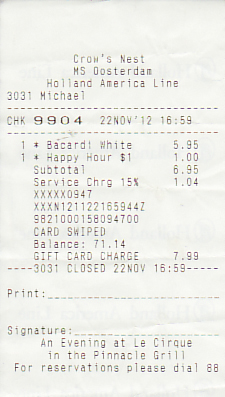 Crow's Nest
MS Oosterdam
Holland America Line
3031 Michael
CHK 9904 22NOV'12 16:59
1 * Bacardi White 5.95
1 * Happy Hour $1 1.00
Subtotal 6.95
Service Chrg 15% 1.04
XXXXX0947
XXXN121122165944Z
9821000158094700
CARD SWIPED
Balance: 71.14
GIFT CARD CHARGE 7.99
----3031 CLOSED 22NOV 16:59----
Print:
Signature:
An Evening at Le Cirque
in the Pinnacle Grill
For reservations please dial 88